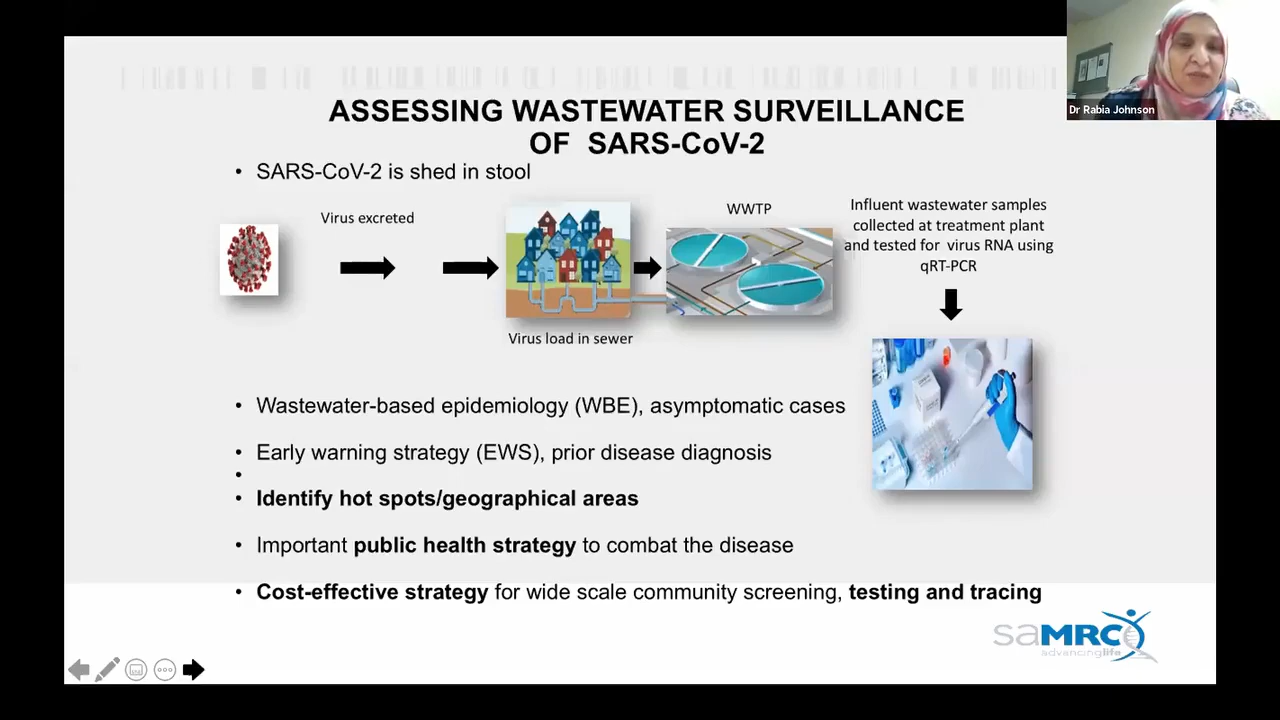 Dr Rabia Johnson
ASSESSING WASTEWATER SURVEILLANCE
OF SARS-CoV-2
• SARS-CoV-2 is shed in stool
Virus excreted
Virus load in sewer
WWTP
Influent wastewater samples
collected at treatment plant
and tested for virus RNA using
qRT-PCR
• Wastewater-based epidemiology (WBE), asymptomatic cases
• Early warning strategy (EWS), prior disease diagnosis
•
• Identify hot spots/geographical areas
• Important public health strategy to combat the disease
• Cost-effective strategy for wide scale community screening, testing and tracing
saMRC
advancinglife